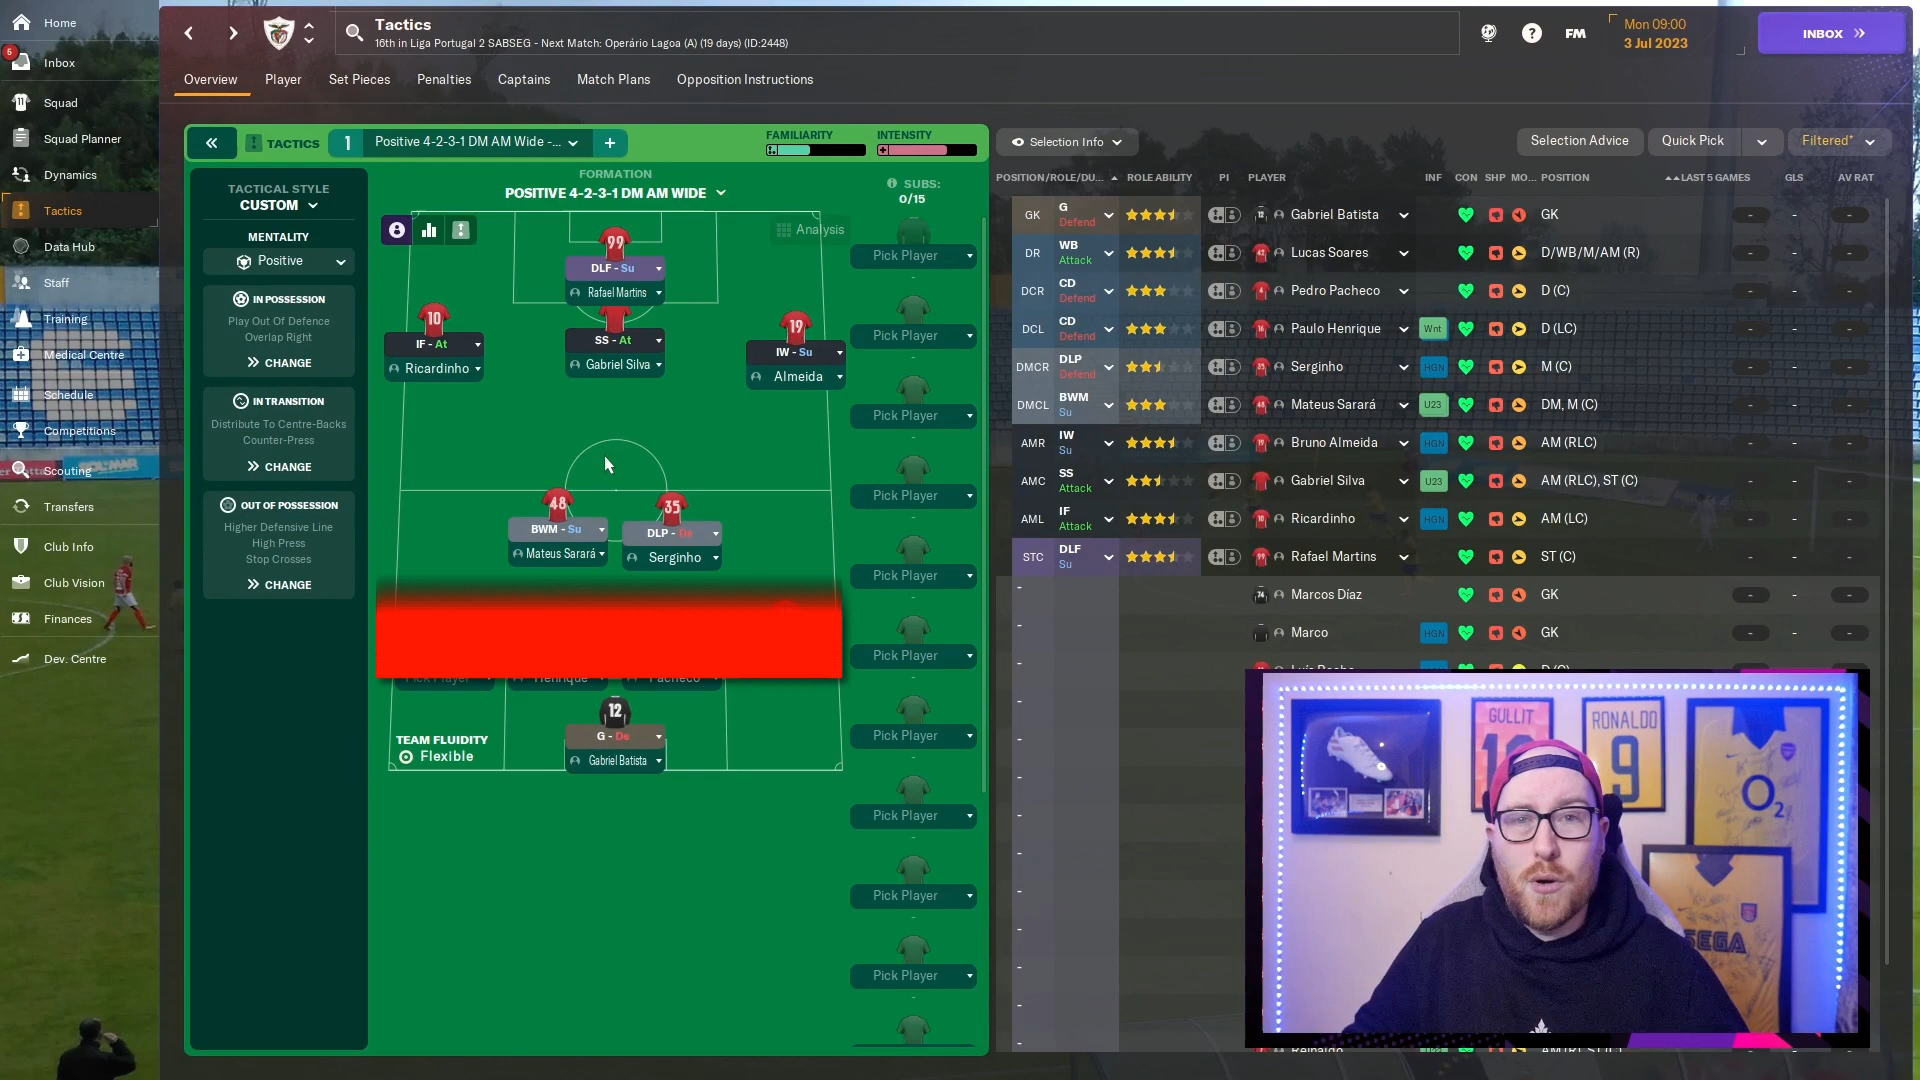 Home
6
Inbox
Squad
Squad Planner
Dynamics
Tactics
Data Hub
Staff
Training
Medical Centre
Schedule
Competitions
Scouting
Transfers
Club Info
Club Vision
Finances
Dev. Centre
Tactics
16th in Liga Portugal 2 SABSEG - Next Match: Operário Lagoa (A) (19 days) (ID:2448)
FM
Mon 09:00
3 Jul 2023
INBOX
Overview
Player
Set Pieces
Penalties
Captains
Match Plans
Opposition Instructions
TACTICS
1
Positive 4-2-3-1 DM AM Wide -...
FAMILIARITY
INTENSITY
TACTICAL STYLE
CUSTOM
MENTALITY
Positive
IN POSSESSION
Play Out Of Defence
Overlap Right
CHANGE
IN TRANSITION
Distribute To Centre-Backs
Counter-Press
CHANGE
OUT OF POSSESSION
Higher Defensive Line
High Press
Stop Crosses
CHANGE
FORMATION
POSITIVE 4-2-3-1 DM AM WIDE
SUBS:
0/15
Analysis
99
DLF - Su
Rafael Martins
10
IF - At
Ricardinho
SS - At
Gabriel Silva
19
IW - Su
Almeida
48
BWM - Su
Mateus Sarará
35
DLP - De
Serginho
Pick Player
Henrique
Pacheco
12
G - De
Gabriel Batista
TEAM FLUIDITY
Flexible
Pick Player
Pick Player
Pick Player
Pick Player
Pick Player
Pick Player
Pick Player
Pick Player
Pick Player
Pick Player
Selection Info
Selection Advice
Quick Pick
Filtered*
POSITION/ROLE/DU... ROLE ABILITY PI PLAYER INF CON SHP MO... POSITION LAST 5 GAMES GLS AV RAT
GK G Defend Gabriel Batista GK - - -
DR WB Attack Lucas Soares D/WB/M/AM (R) - - -
DCR CD Defend Pedro Pacheco D (C) - - -
DCL CD Defend Paulo Henrique Wnt D (LC) - - -
DMCR DLP Defend Serginho HGN M (C) - - -
DMCL BWM Su Mateus Sarará U23 DM, M (C) - - -
AMR IW Su Bruno Almeida HGN AM (RLC) - - -
AMC SS Attack Gabriel Silva U23 AM (RLC), ST (C) - - -
AML IF Attack Ricardinho HGN AM (LC) - - -
STC DLF Su Rafael Martins ST (C) - - -
- Marcos Díaz GK - - -
- Marco HGN GK - - -
GULLIT
RONALDO
9
O2
SEGA